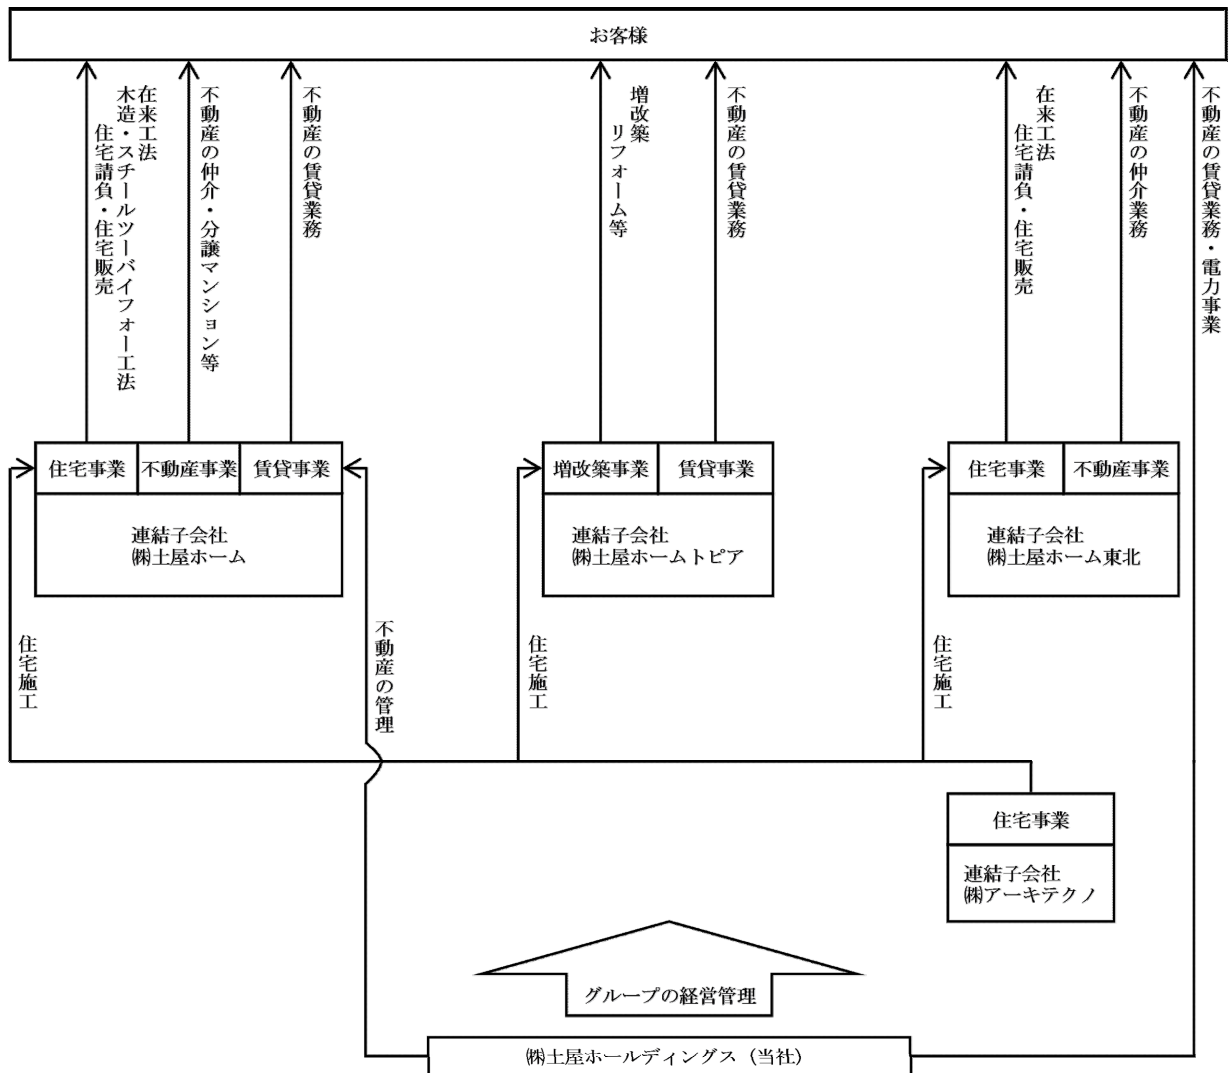 お客様
在来工法
木造・スチールツーバイフォー工法
住宅請負・住宅販売
不動産の仲介・分譲マンション等
不動産の賃貸業務
増改築
リフォーム等
不動産の賃貸業務
在来工法
住宅請負・住宅販売
不動産の仲介業務
不動産の賃貸業務・電力事業
住宅事業
不動産事業
賃貸事業
連結子会社
㈱土屋ホーム
増改築事業
賃貸事業
連結子会社
㈱土屋ホームトピア
住宅事業
不動産事業
連結子会社
㈱土屋ホーム東北
住宅施工
不動産の管理
住宅施工
住宅施工
住宅事業
連結子会社
㈱アーキテクノ
グループの経営管理
㈱土屋ホールディングス（当社）